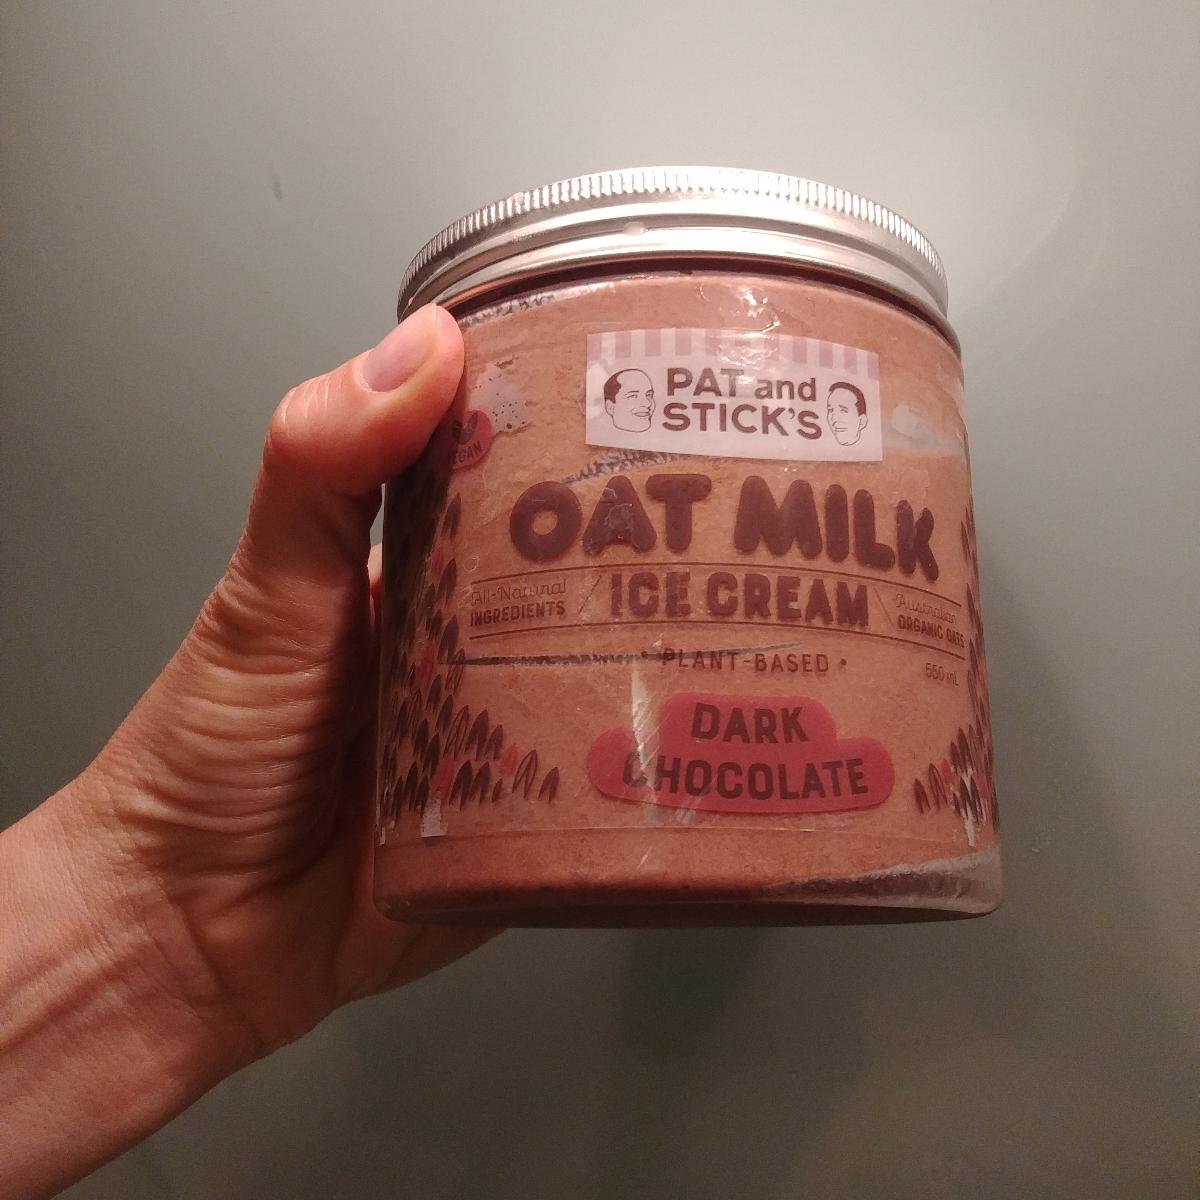 PAT and
STICK'S
VEGAN
OAT MILK
All-Natural
INGREDIENTS
ICE CREAM
Australian
ORGANIC OATS
• PLANT-BASED •
550 mL
DARK
CHOCOLATE